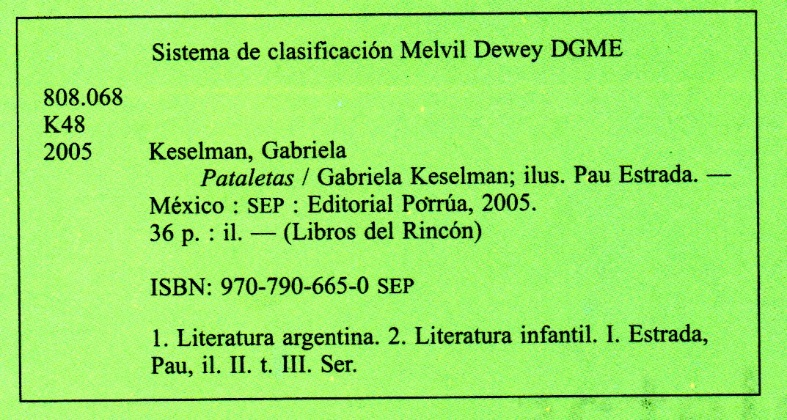 Sistema de clasificación Melvil Dewey DGME
808.068
K48
2005 Keselman, Gabriela
Pataletas / Gabriela Keselman; ilus. Pau Estrada. —
México : SEP : Editorial Porrúa, 2005.
36 p. : il. — (Libros del Rincón)
ISBN: 970-790-665-0 SEP
1. Literatura argentina. 2. Literatura infantil. I. Estrada,
Pau, il. II. t. III. Ser.